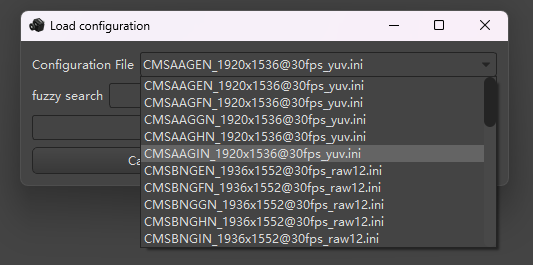 Load configuration
Configuration File CMSAAGEN_1920x1536@30fps_yuv.ini
fuzzy search
CMSAAGEN_1920x1536@30fps_yuv.ini
CMSAAGFN_1920x1536@30fps_yuv.ini
CMSAAGGN_1920x1536@30fps_yuv.ini
CMSAAGHN_1920x1536@30fps_yuv.ini
CMSAAGIN_1920x1536@30fps_yuv.ini
CMSBNGEN_1936x1552@30fps_raw12.ini
CMSBNGFN_1936x1552@30fps_raw12.ini
CMSBNGGN_1936x1552@30fps_raw12.ini
CMSBNGHN_1936x1552@30fps_raw12.ini
CMSBNGIN_1936x1552@30fps_raw12.ini